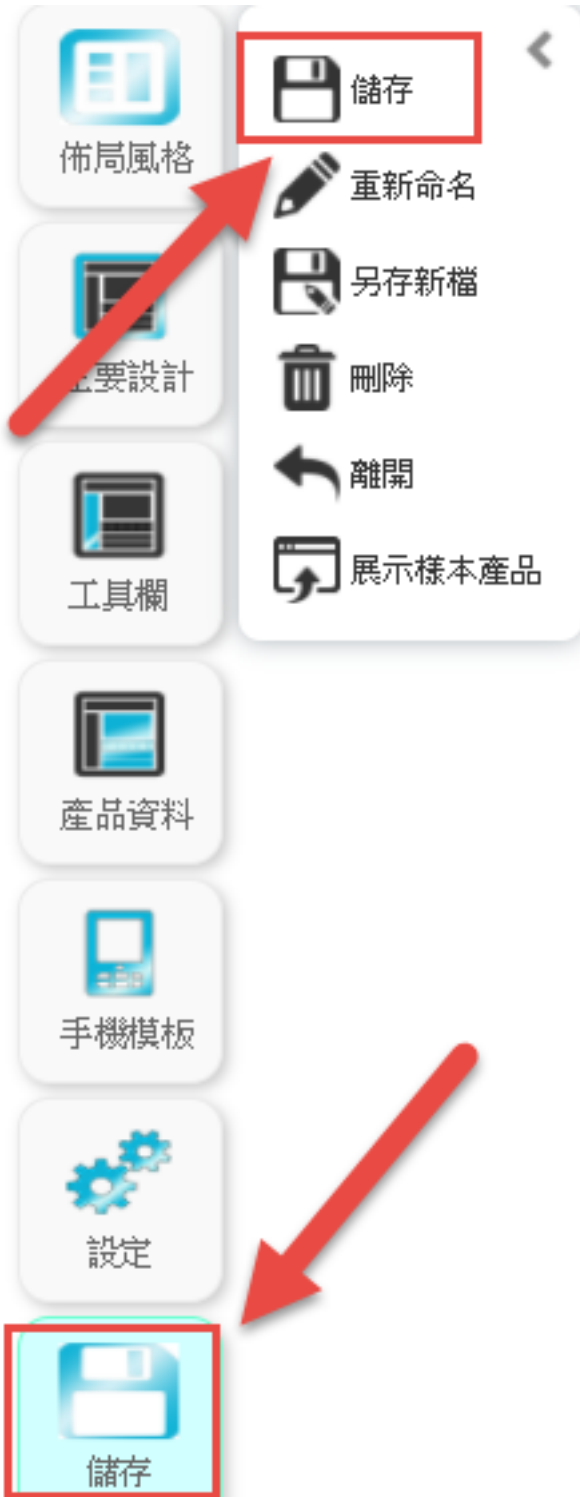 佈局風格
要設計
工具欄
產品資料
手機模板
設定
儲存
儲存
重新命名
另存新檔
刪除
離開
展示樣本產品